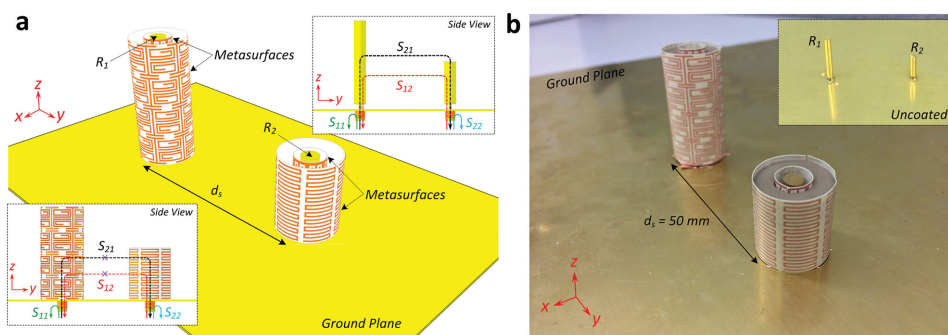 a
R1
Metasurfaces
Side View
S21
S12
z
y
S11
S22
z
x
y
R2
Metasurfaces
ds
Side View
S21
S12
z
y
S11
S22
Ground Plane
b
Ground Plane
R1
R2
Uncoated
ds = 50 mm
z
x
y